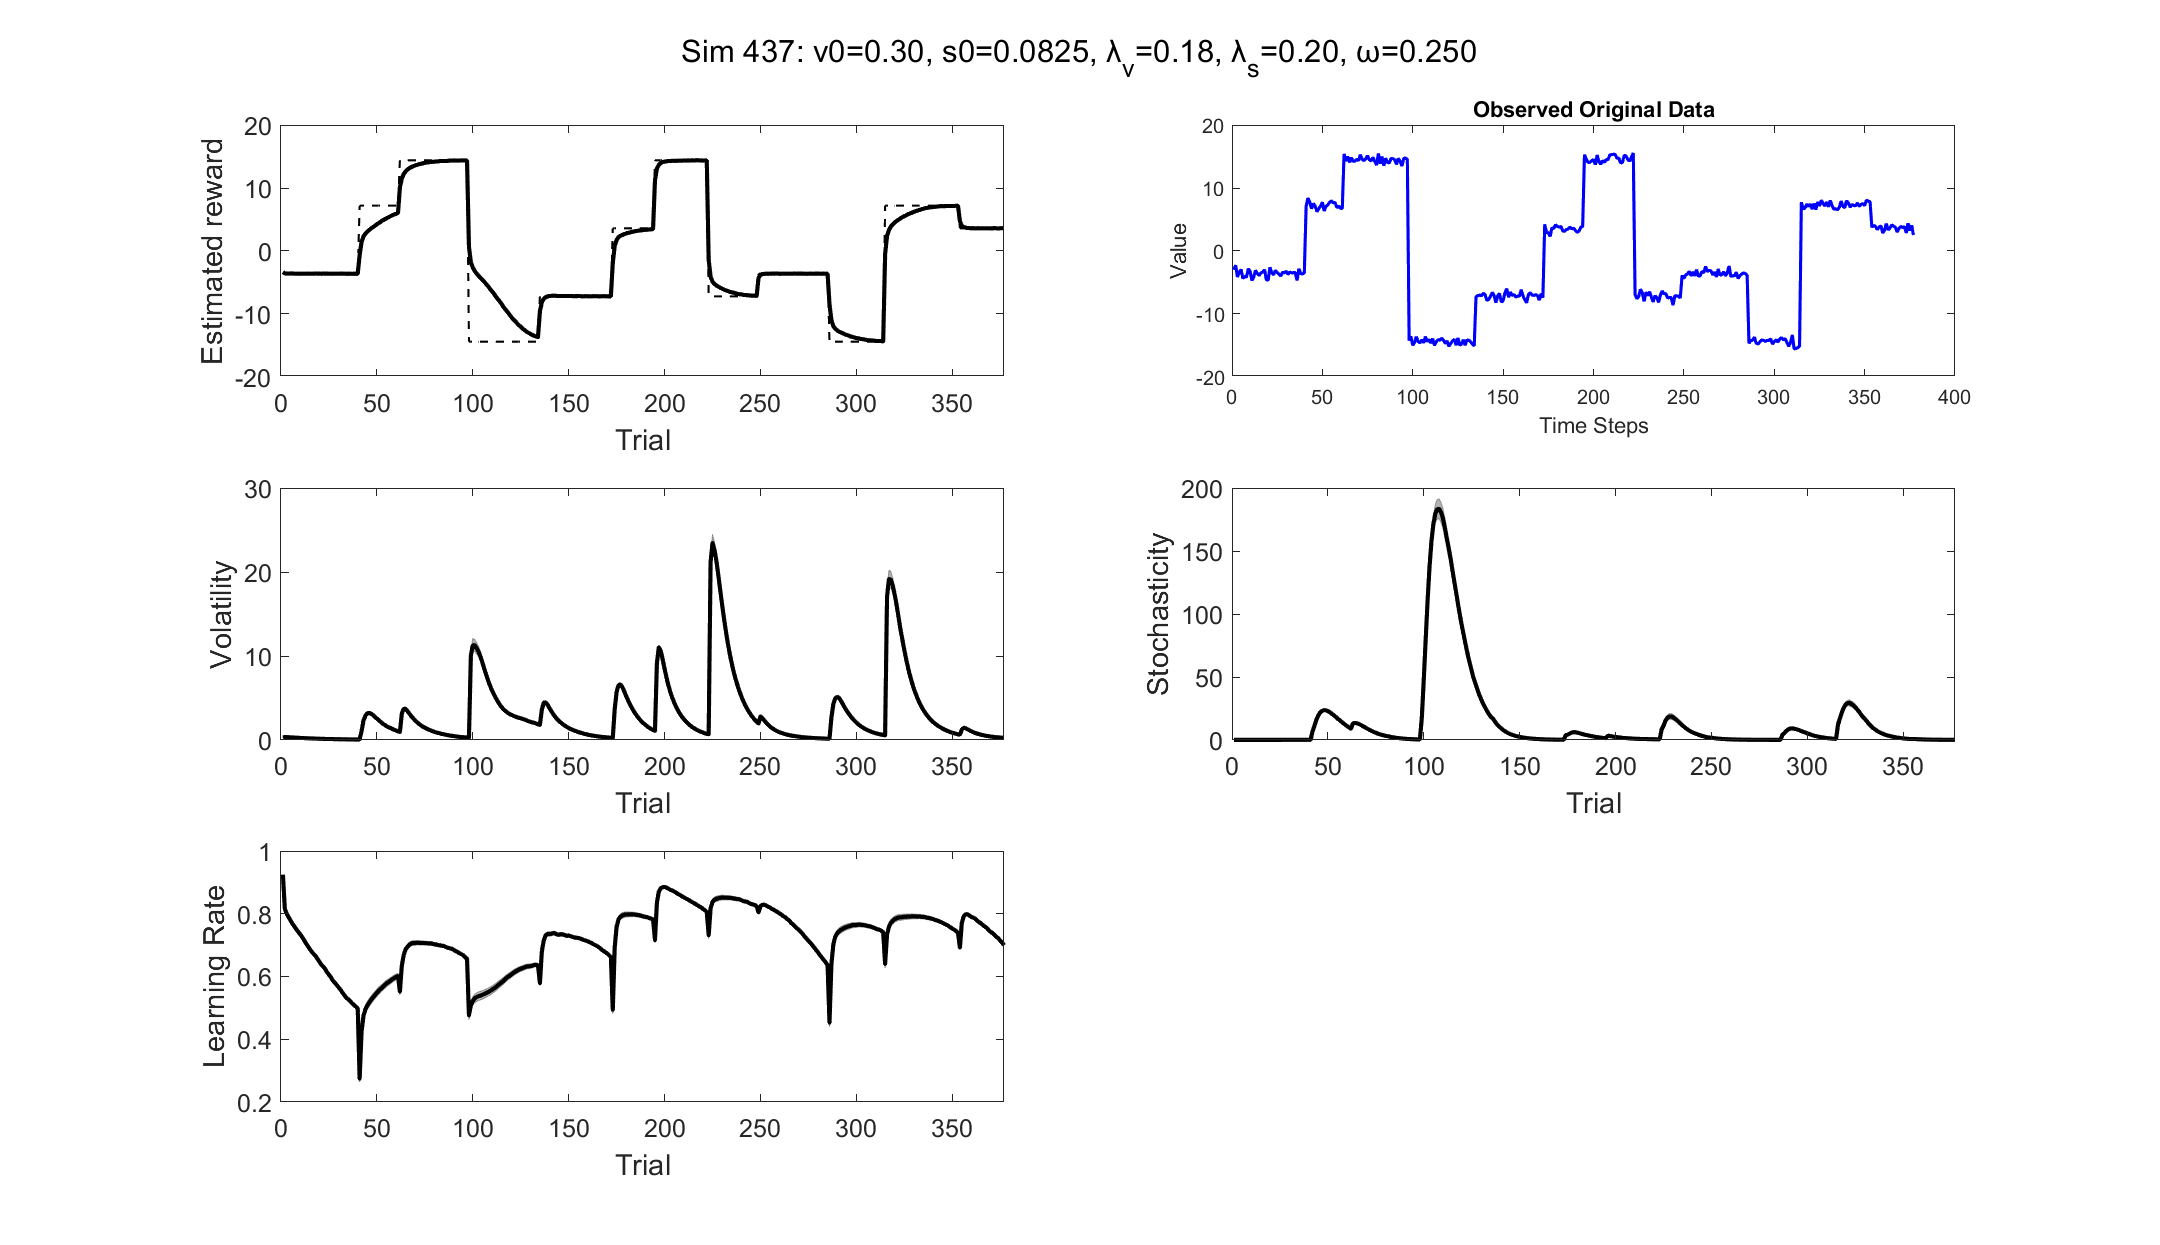 Sim 437: v0=0.30, s0=0.0825, λv=0.18, λs=0.20, ω=0.250
Estimated reward
20
10
0
-10
-20
0 50 100 150 200 250 300 350
Trial
Observed Original Data
Value
20
10
0
-10
-20
0 50 100 150 200 250 300 350 400
Time Steps
Volatility
30
20
10
0
0 50 100 150 200 250 300 350
Trial
Stochasticity
200
150
100
50
0
0 50 100 150 200 250 300 350
Trial
Learning Rate
1
0.8
0.6
0.4
0.2
0 50 100 150 200 250 300 350
Trial